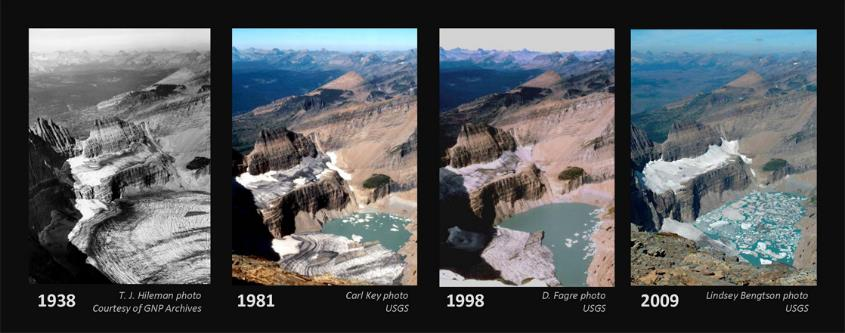 1938
T. J. Hileman photo
Courtesy of GNP Archives
1981
Carl Key photo
USGS
1998
D. Fagre photo
USGS
2009
Lindsey Bengtson photo
USGS